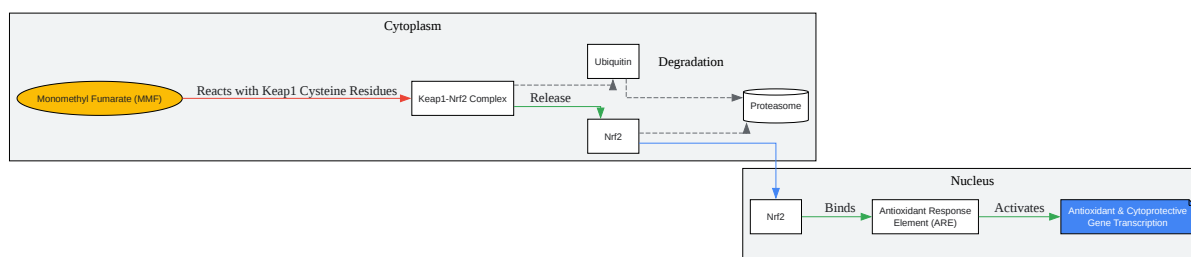 Cytoplasm
Ubiquitin
Degradation
Monomethyl Fumarate (MMF)
Reacts with Keap1 Cysteine Residues
Keap1-Nrf2 Complex
Release
Proteasome
Nrf2
Nucleus
Nrf2
Binds
Antioxidant Response
Element (ARE)
Activates
Antioxidant & Cytoprotective
Gene Transcription